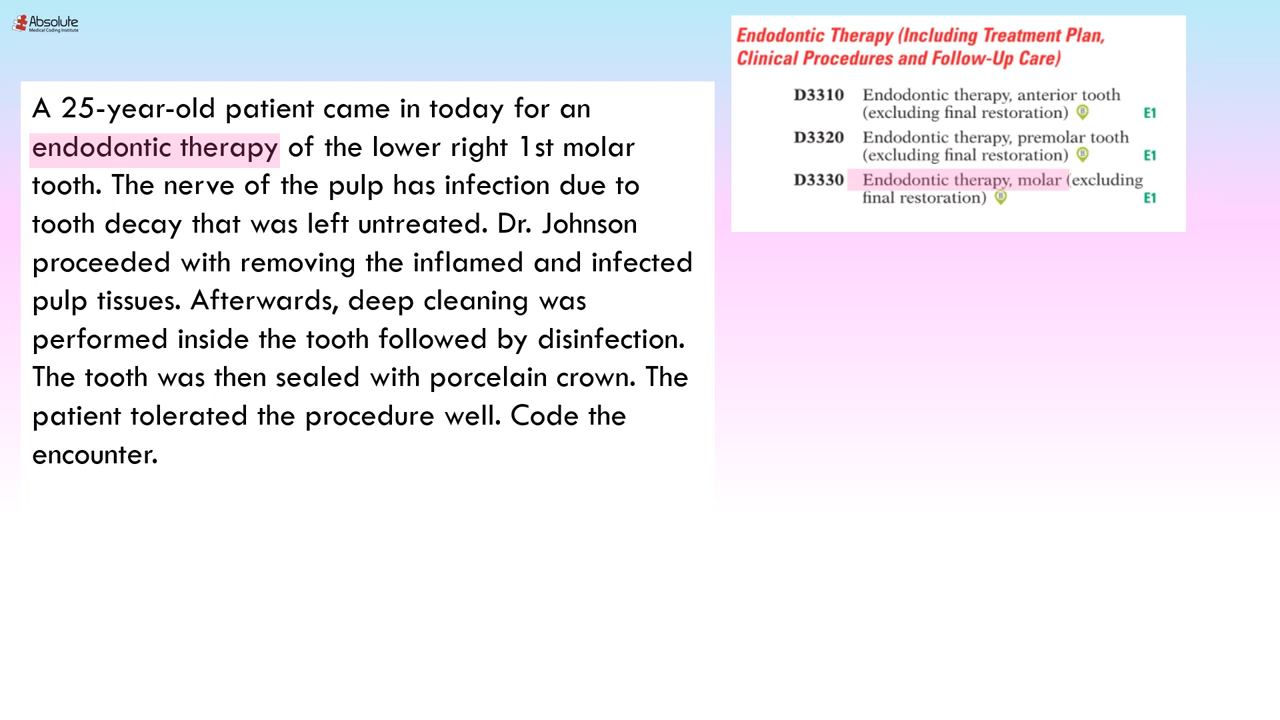 Absolute
Medical Coding Institute
A 25-year-old patient came in today for an
endodontic therapy of the lower right 1st molar
tooth. The nerve of the pulp has infection due to
tooth decay that was left untreated. Dr. Johnson
proceeded with removing the inflamed and infected
pulp tissues. Afterwards, deep cleaning was
performed inside the tooth followed by disinfection.
The tooth was then sealed with porcelain crown. The
patient tolerated the procedure well. Code the
encounter.
Endodontic Therapy (Including Treatment Plan,
Clinical Procedures and Follow-Up Care)
D3310 Endodontic therapy, anterior tooth
(excluding final restoration) B E1
D3320 Endodontic therapy, premolar tooth
(excluding final restoration) B E1
D3330 Endodontic therapy, molar (excluding
final restoration) B E1